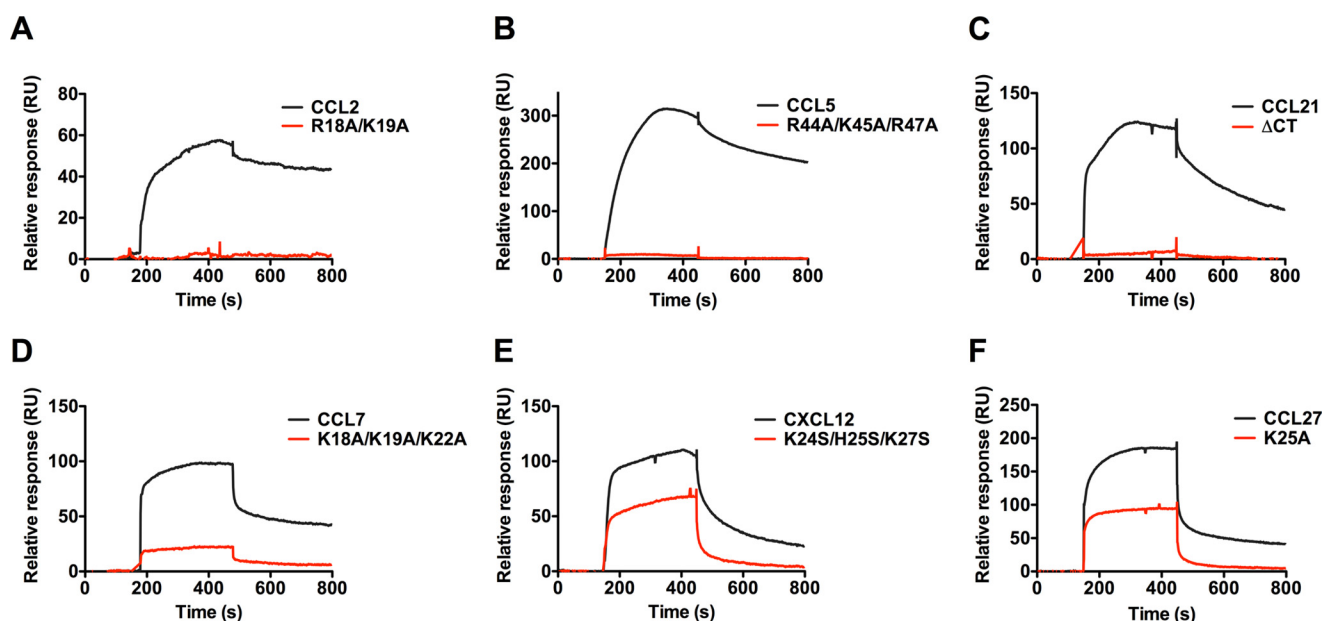 A
Relative response (RU)
80
60
40
20
0
0 200 400 600 800
Time (s)
CCL2
R18A/K19A
B
Relative response (RU)
300
200
100
0
0 200 400 600 800
Time (s)
CCL5
R44A/K45A/R47A
C
Relative response (RU)
150
100
50
0
0 200 400 600 800
Time (s)
CCL21
ΔCT
D
Relative response (RU)
150
100
50
0
0 200 400 600 800
Time (s)
CCL7
K18A/K19A/K22A
E
Relative response (RU)
150
100
50
0
0 200 400 600 800
Time (s)
CXCL12
K24S/H25S/K27S
F
Relative response (RU)
250
200
150
100
50
0
0 200 400 600 800
Time (s)
CCL27
K25A